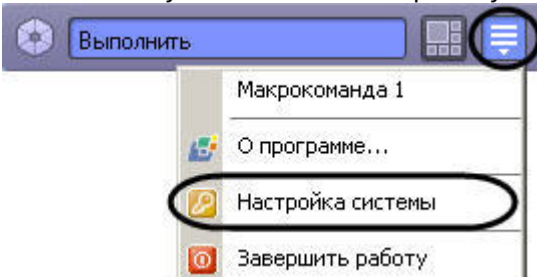 Выполнить
Макрокоманда 1
О программе...
Настройка системы
Завершить работу